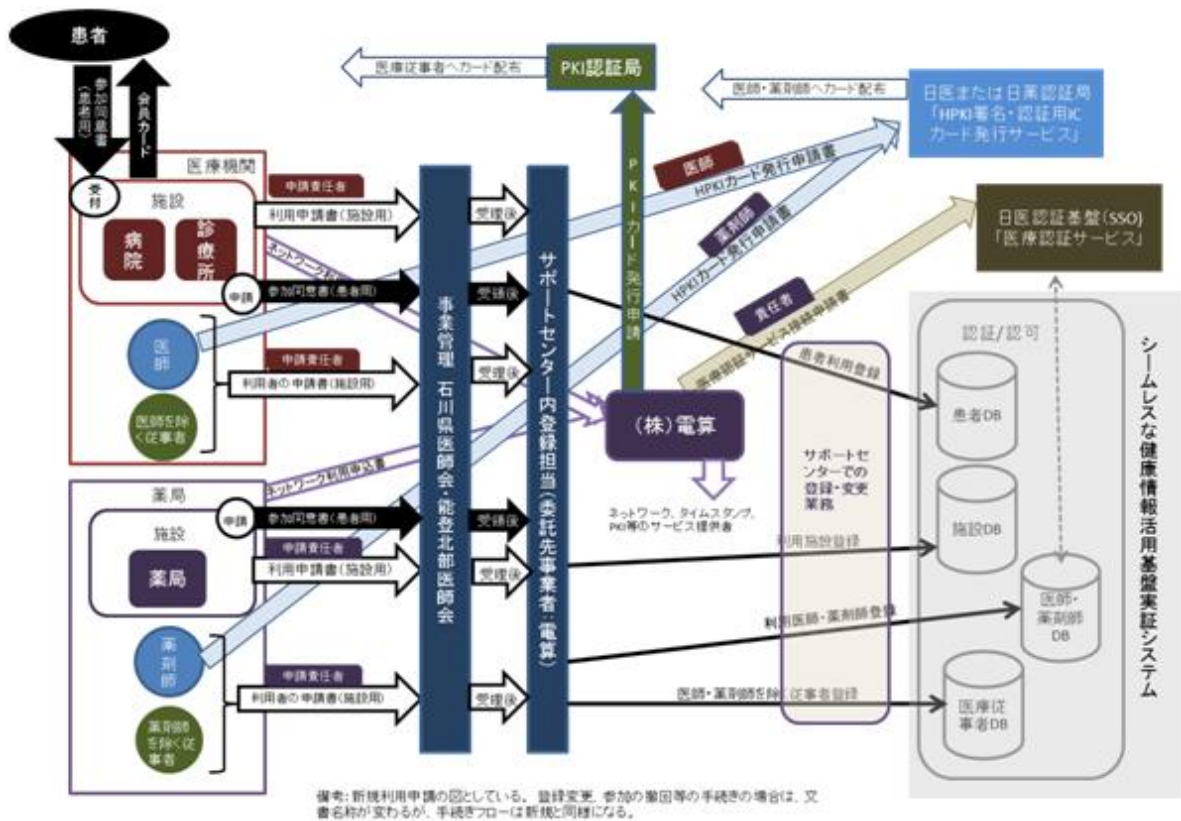 患者
参加同意書
(患者用)
会員カード
受付
医療機関
施設
病院
診療所
申請
医師
医師を除
く従事者
申請責任者
利用申請書(施設用)
参加同意書(患者用)
申請責任者
利用者の申請書(施設用)
ネットワーク利用申込書
薬局
施設
薬局
申請
参加同意書(患者用)
申請責任者
利用申請書(施設用)
薬剤師
薬剤師
を除く従
事者
申請責任者
利用者の申請書(施設用)
事業管理 石川県医師会・能登北部医師会
受理後
受領後
受理後
受領後
受理後
受理後
サポートセンター内登録担当(委託先事業者:電算)
医療従事者へカード配布
PKI認証局
PKIカード発行申請
医師・薬剤師へカード配布
日医または日薬認証局
「HPKI署名・認証用IC
カード発行サービス」
医師
HPKIカード発行申請書
薬剤師
HPKIカード発行申請書
日医認証基盤(SSO)
「医療認証サービス」
責任者
医療認証サービス接続申請書
(株)電算
ネットワーク、タイムスタンプ、
PKI等のサービス提供者
サポートセ
ンターでの
登録・変更
業務
患者利用登録
利用施設登録
利用医師・薬剤師登録
医師・薬剤師を除く従事者登録
認証/認可
患者DB
施設DB
医師・
薬剤師
DB
医療従
事者DB
シームレスな健康情報活用基盤実証システム
備考:新規利用申請の図としている。登録変更、参加の撤回等の手続きの場合は、文
書名称が変わるが、手続きフローは新規と同様になる。